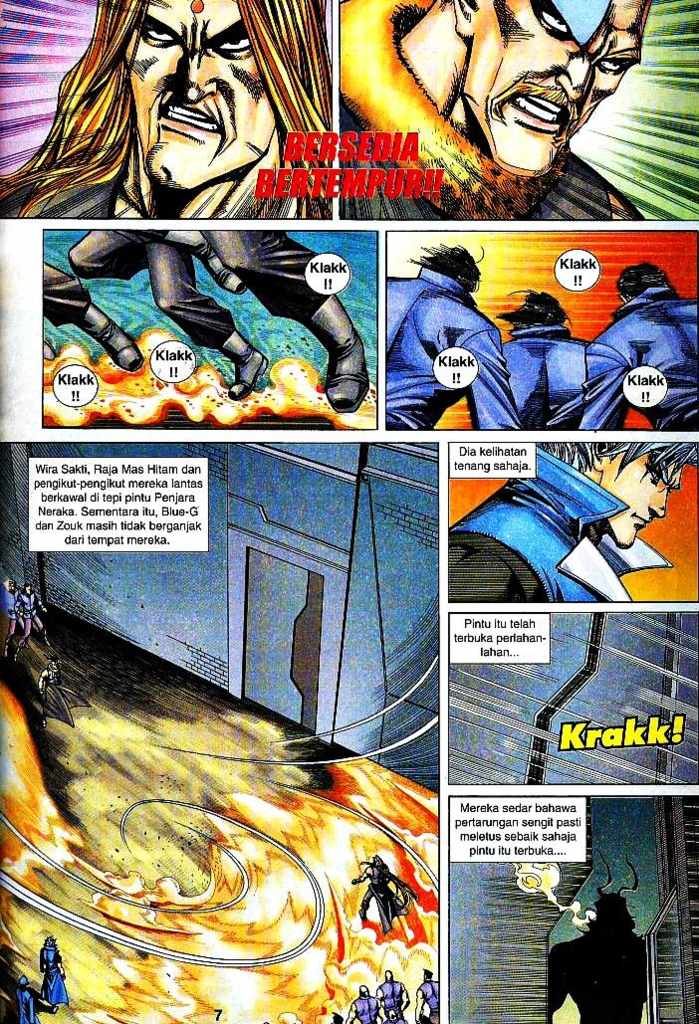 BERSEDIA
BERTEMPUR!!
Klakk
!!
Klakk
!!
Klakk
!!
Klakk
!!
Klakk
!!
Klakk
!!
Wira Sakti, Raja Mas Hitam dan
pengikut-pengikut mereka lantas
berkawal di tepi pintu Penjara
Neraka. Sementara itu, Blue-G
dan Zouk masih tidak berganjak
dari tempat mereka.
Dia kelihatan
tenang sahaja.
Pintu itu telah
terbuka perlahan-
lahan...
Krakk!
Mereka sedar bahawa
pertarungan sengit pasti
meletus sebaik sahaja
pintu itu terbuka....
7